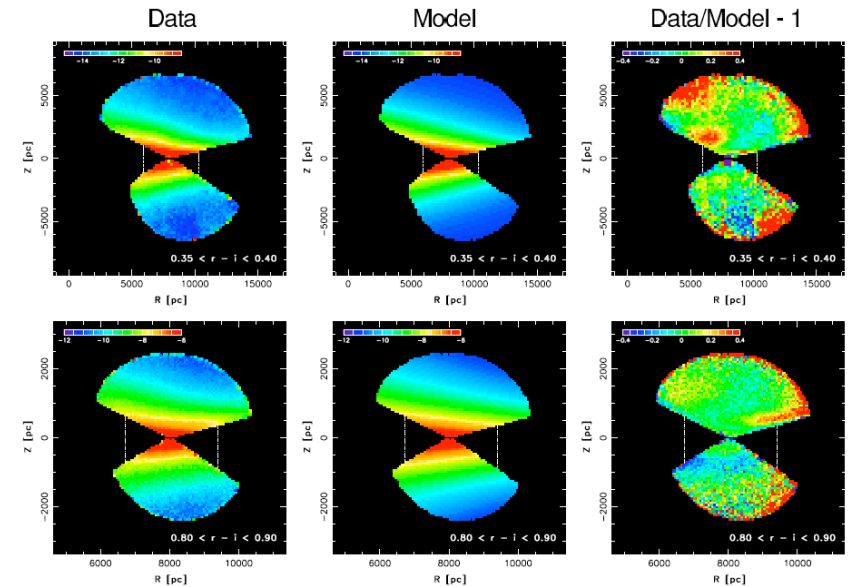 Data Model Data/Model - 1
-14 -12 -10 -14 -12 -10 -0.4 -0.2 0 0.2 0.4
Z [pc] 5000 0 -5000 Z [pc] 5000 0 -5000 Z [pc] 5000 0 -5000
0.35 < r - i < 0.40 0.35 < r - i < 0.40 0.35 < r - i < 0.40
0 5000 10000 15000 0 5000 10000 15000 0 5000 10000 15000
R [pc] R [pc] R [pc]
-12 -10 -8 -6 -12 -10 -8 -6 -0.4 -0.2 0 0.2 0.4
Z [pc] 2000 0 -2000 Z [pc] 2000 0 -2000 Z [pc] 2000 0 -2000
0.80 < r - i < 0.90 0.80 < r - i < 0.90 0.80 < r - i < 0.90
6000 8000 10000 6000 8000 10000 6000 8000 10000
R [pc] R [pc] R [pc]